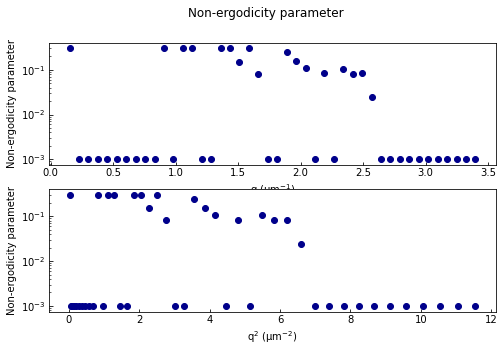 Non-ergodicity parameter
Non-ergodicity parameter
10⁻¹
10⁻²
10⁻³
0.0 0.5 1.0 1.5 2.0 2.5 3.0 3.5
q (μm⁻¹)
Non-ergodicity parameter
10⁻¹
10⁻²
10⁻³
0 2 4 6 8 10 12
q² (μm⁻²)